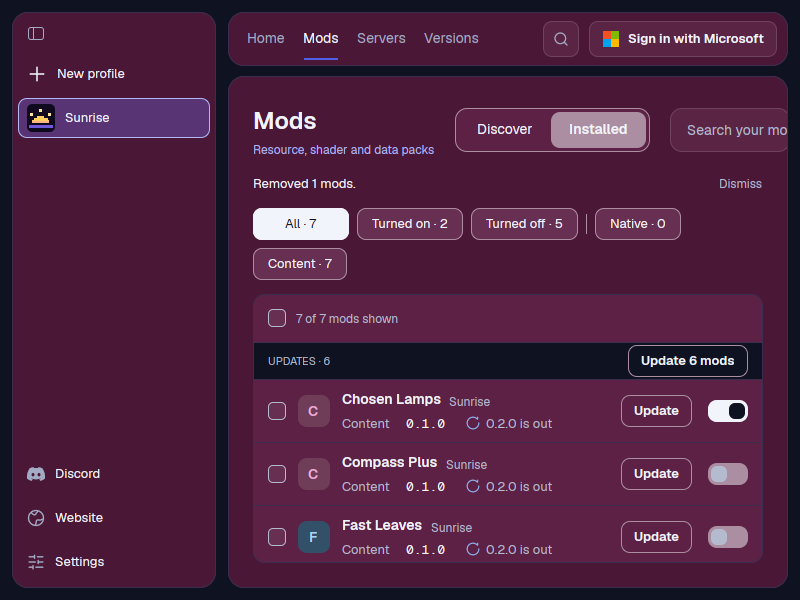 New profile
Sunrise
Discord
Website
Settings
Home Mods Servers Versions
Sign in with Microsoft
Mods
Resource, shader and data packs
Discover Installed
Search your mo
Removed 1 mods.
Dismiss
All · 7 Turned on · 2 Turned off · 5 Native · 0
Content · 7
7 of 7 mods shown
UPDATES · 6
Update 6 mods
C
Chosen Lamps Sunrise
Content 0.1.0 0.2.0 is out
Update
C
Compass Plus Sunrise
Content 0.1.0 0.2.0 is out
Update
F
Fast Leaves Sunrise
Content 0.1.0 0.2.0 is out
Update